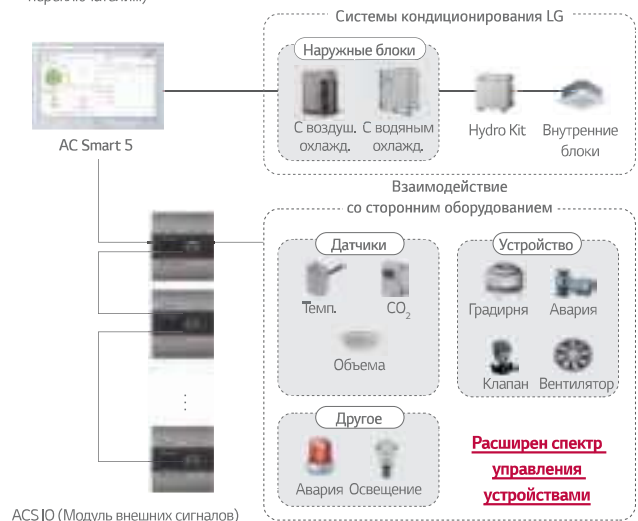 переключатели...)
Системы кондиционирования LG
Наружные блоки
AC Smart 5
С воздуш. охлажд.
С водяным охлажд.
Hydro Kit
Внутренние блоки
Взаимодействие
со сторонним оборудованием
Датчики
Темп.
CO₂
Объема
Устройство
Градирня
Авария
Клапан
Вентилятор
Другое
Авария
Освещение
Расширен спектр
управления
устройствами
ACS IO (Модуль внешних сигналов)